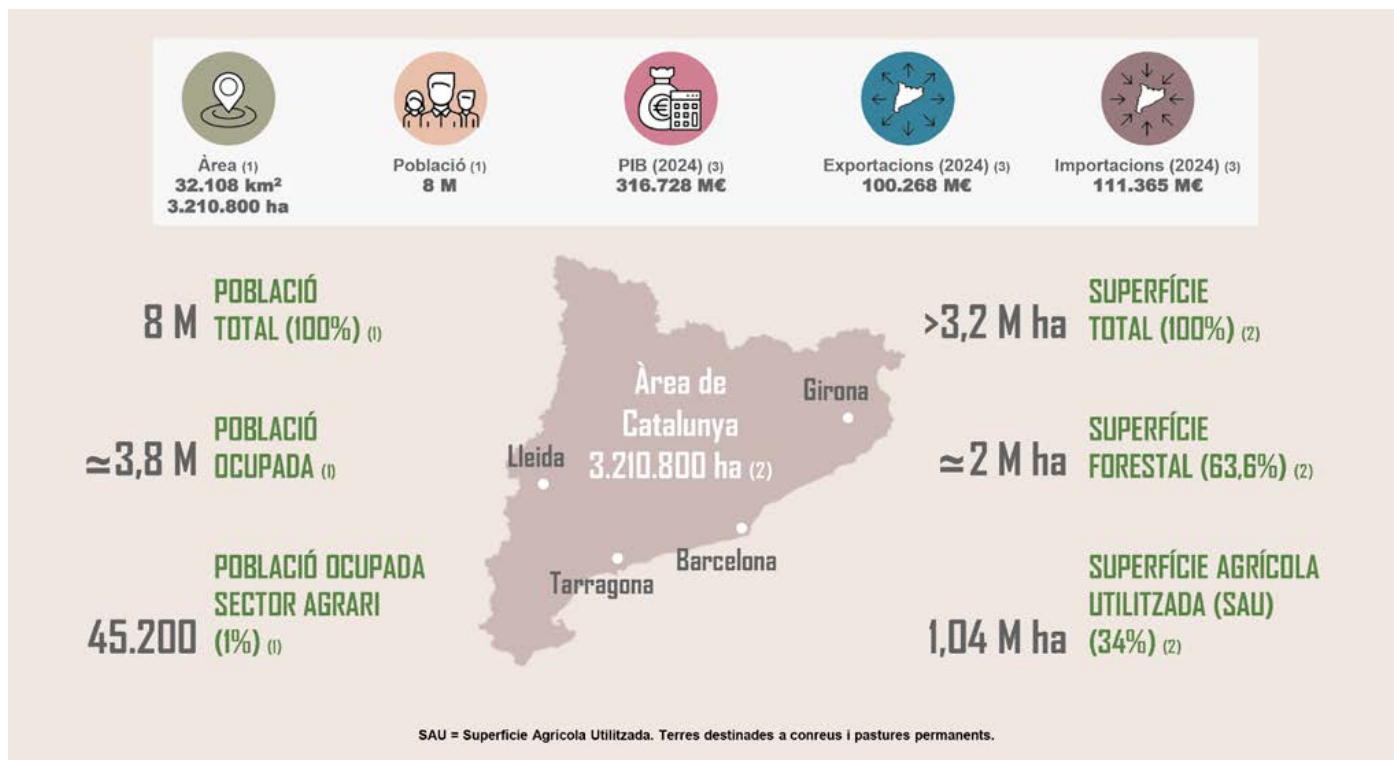 Àrea (1)
32.108 km²
3.210.800 ha
Població (1)
8 M
PIB (2024) (3)
316.728 M€
Exportacions (2024) (3)
100.268 M€
Importacions (2024) (3)
111.365 M€
8 M
POBLACIÓ
TOTAL (100%) (1)
≃3,8 M
POBLACIÓ
OCUPADA (1)
45.200
POBLACIÓ OCUPADA
SECTOR AGRARI
(1%) (1)
Àrea de
Catalunya
3.210.800 ha (2)
Girona
Lleida
Barcelona
Tarragona
>3,2 M ha
SUPERFÍCIE
TOTAL (100%) (2)
≃2 M ha
SUPERFÍCIE
FORESTAL (63,6%) (2)
1,04 M ha
SUPERFÍCIE AGRÍCOLA
UTILITZADA (SAU)
(34%) (2)
SAU = Superfície Agrícola Utilitzada. Terres destinades a conreus i pastures permanents.